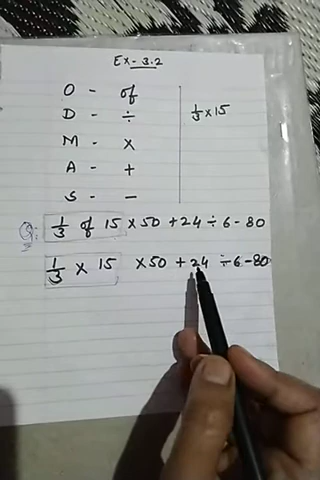 Ex-3.2
O - of
D - ÷
M - ×
A - +
S - -
1/3 × 15
Q: 1/3 of 15 × 50 + 24 ÷ 6 - 80
1/3 × 15 × 50 + 24 ÷ 6 - 80